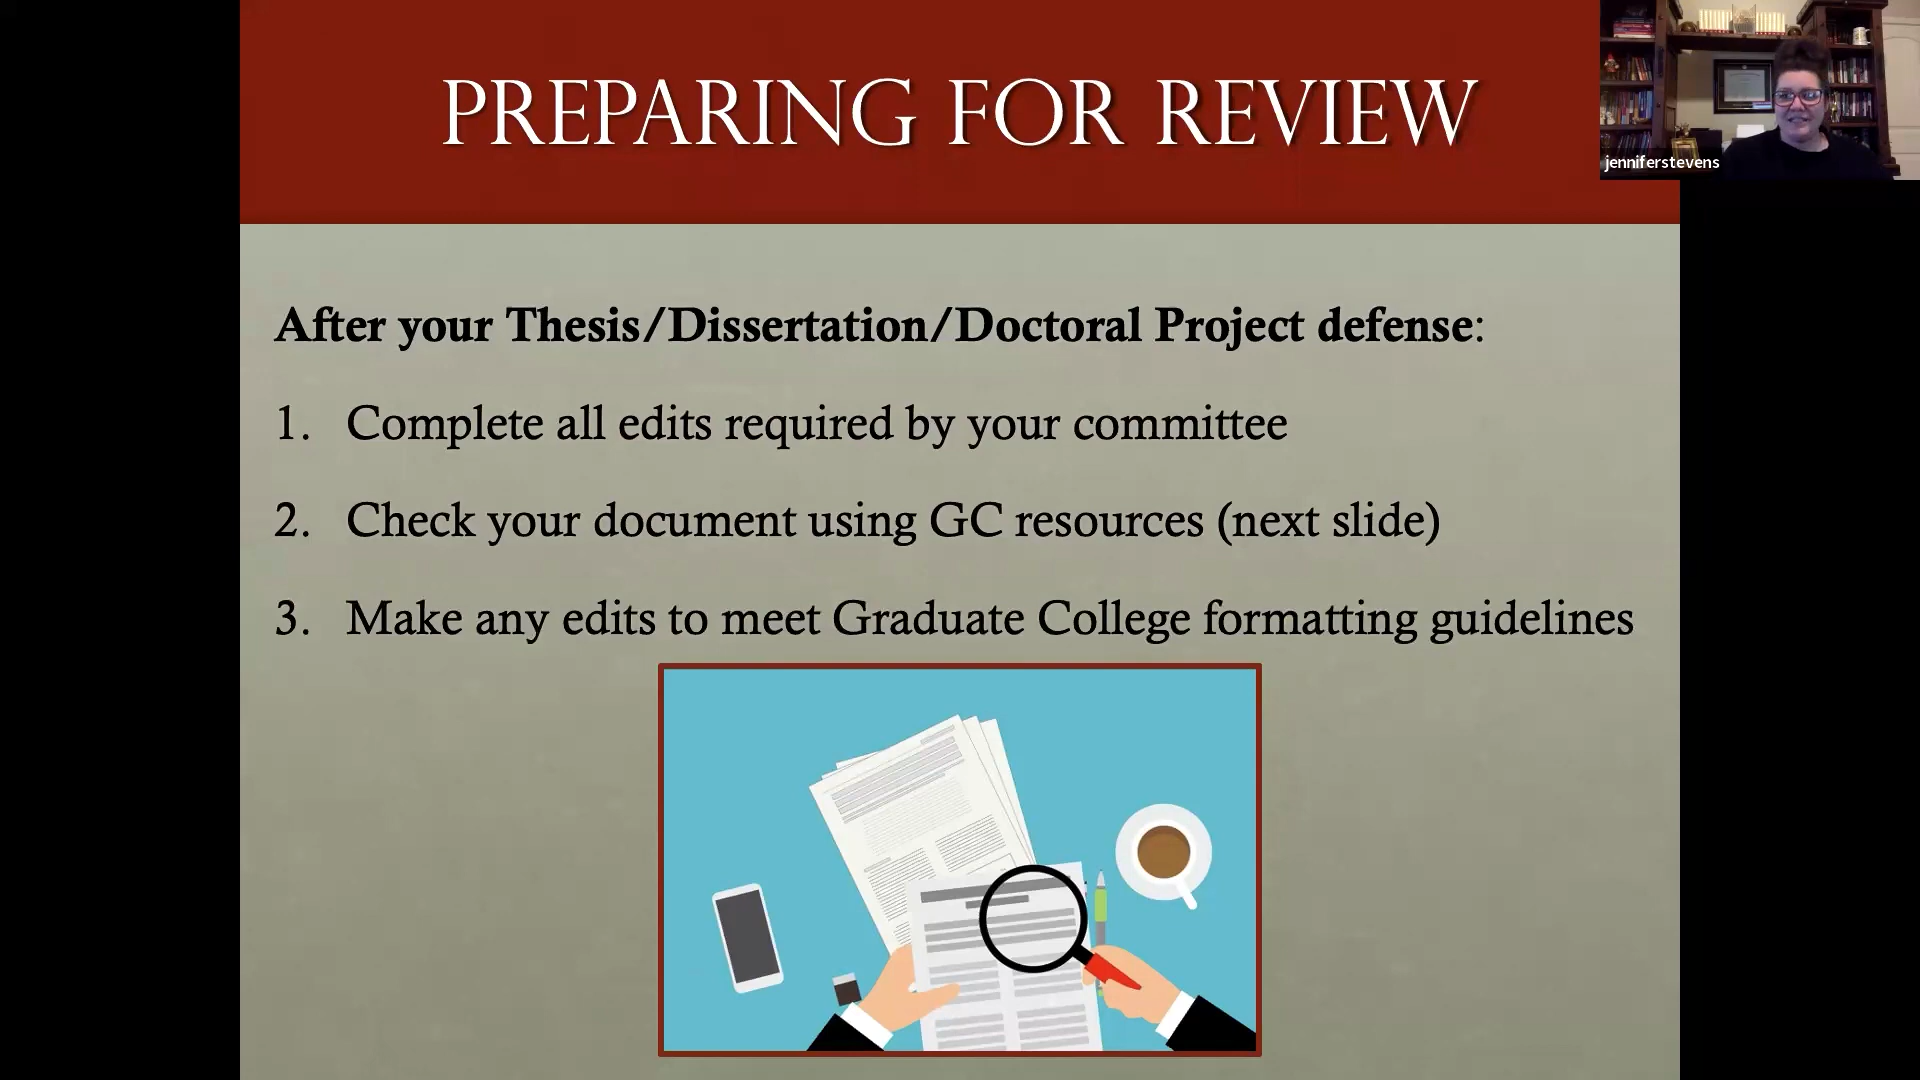 PREPARING FOR REVIEW
jenniferstevens
After your Thesis/Dissertation/Doctoral Project defense:
1. Complete all edits required by your committee
2. Check your document using GC resources (next slide)
3. Make any edits to meet Graduate College formatting guidelines